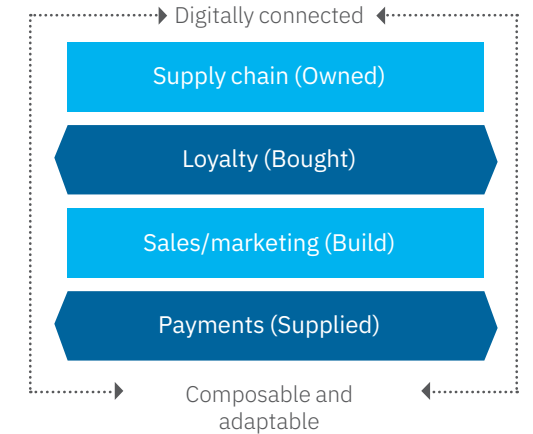 Digitally connected
Supply chain (Owned)
Loyalty (Bought)
Sales/marketing (Build)
Payments (Supplied)
Composable and
adaptable